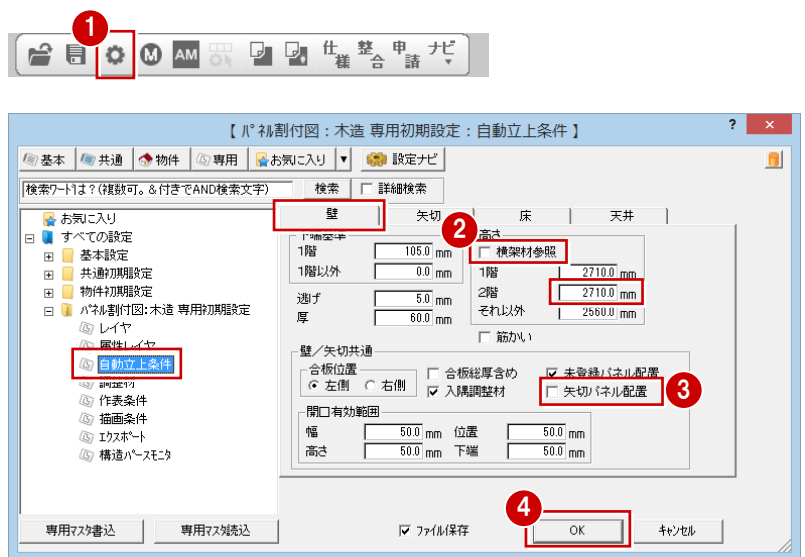 1
M AM 仕様 整合 申請 ナビ
【 ﾊﾟﾈﾙ割付図：木造 専用初期設定：自動立上条件 】 ? ×
基本 共通 物件 専用 お気に入り ▼ 設定ナビ
検索ﾜｰﾄﾞは？(複数可。＆付きでAND検索文字) 検索 詳細検索
お気に入り
すべての設定
基本設定
共通初期設定
物件初期設定
ﾊﾟﾈﾙ割付図:木造 専用初期設定
レイヤ
属性レイヤ
自動立上条件
調整材
作表条件
描画条件
ｴｸｽﾎﾟｰﾄ
構造ﾊﾟｰｽﾓﾆﾀ
壁 矢切 床 天井
下端基準
1階 105.0 mm
1階以外 0.0 mm
逃げ 5.0 mm
厚 60.0 mm
2
高さ
横架材参照
1階 2710.0 mm
2階 2710.0 mm
それ以外 2560.0 mm
筋かい
壁／矢切共通
合板位置
左側 右側
合板総厚含め 未登録パネル配置
入隅調整材 矢切パネル配置 3
開口有効範囲
幅 50.0 mm 位置 50.0 mm
高さ 50.0 mm 下端 50.0 mm
4
専用ﾏｽﾀ書込 専用ﾏｽﾀ読込 ﾌｧｲﾙ保存 OK ｷｬﾝｾﾙ